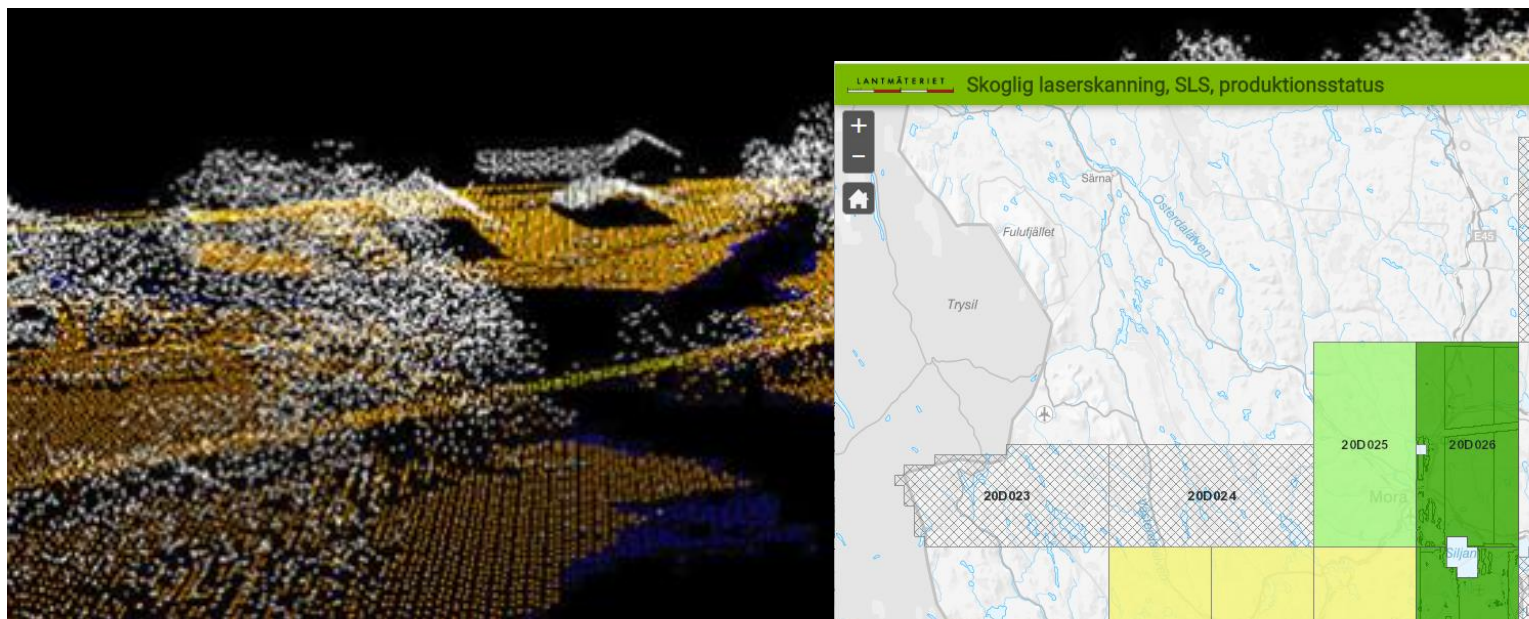 LANTMÄTERIET
Skoglig laserskanning, SLS, produktionsstatus
+
−
Särna
Österdalälven
Fulufjället
E45
Trysil
20D025
20D026
20D023
20D024
Mora
Siljan